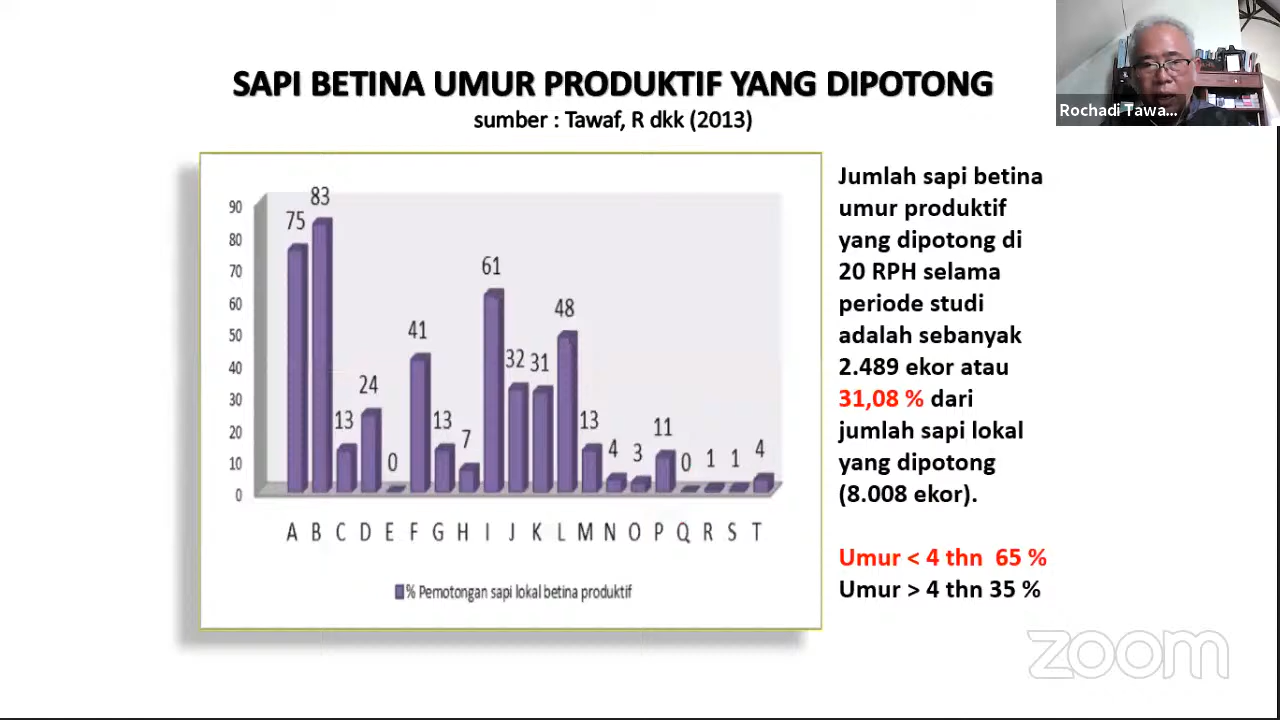 SAPI BETINA UMUR PRODUKTIF YANG DIPOTONG
sumber : Tawaf, R dkk (2013)
Rochadi Tawa...
90
80
70
60
50
40
30
20
10
0
75
83
13
24
0
41
13
7
61
32
31
48
13
4
3
11
0
1
1
4
A B C D E F G H I J K L M N O P Q R S T
% Pemotongan sapi lokal betina produktif
Jumlah sapi betina
umur produktif
yang dipotong di
20 RPH selama
periode studi
adalah sebanyak
2.489 ekor atau
31,08 % dari
jumlah sapi lokal
yang dipotong
(8.008 ekor).
Umur < 4 thn 65 %
Umur > 4 thn 35 %
zoom